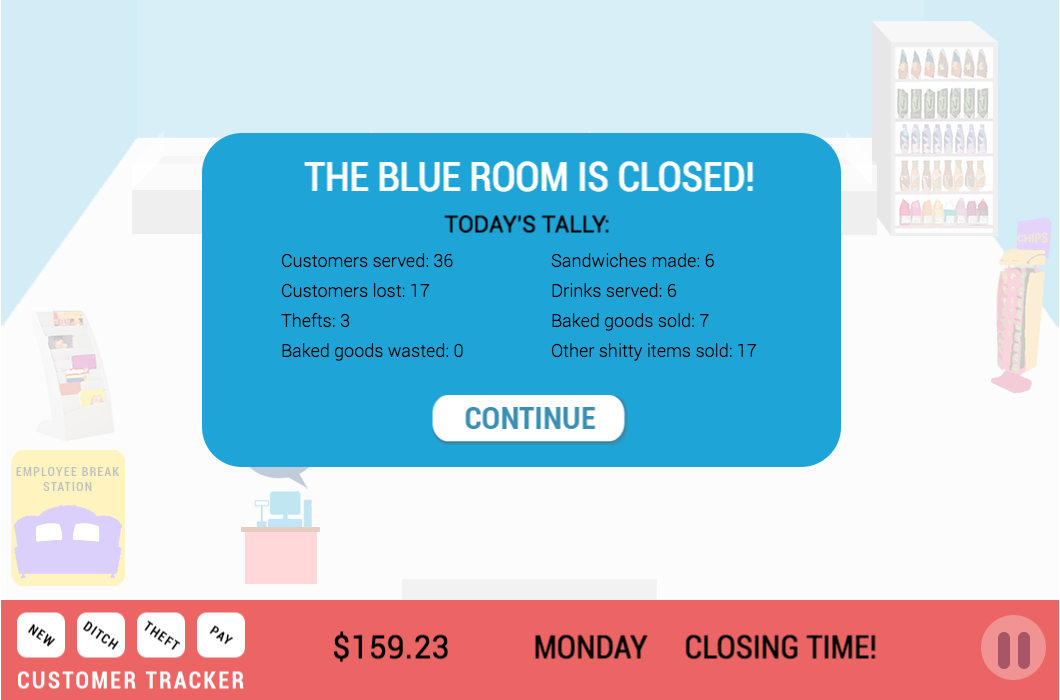 CHIPS
THE BLUE ROOM IS CLOSED!
TODAY'S TALLY:
Customers served: 36
Customers lost: 17
Thefts: 3
Baked goods wasted: 0
Sandwiches made: 6
Drinks served: 6
Baked goods sold: 7
Other shitty items sold: 17
CONTINUE
EMPLOYEE BREAK
STATION
NEW
DITCH
THEFT
PAY
CUSTOMER TRACKER
$159.23
MONDAY
CLOSING TIME!